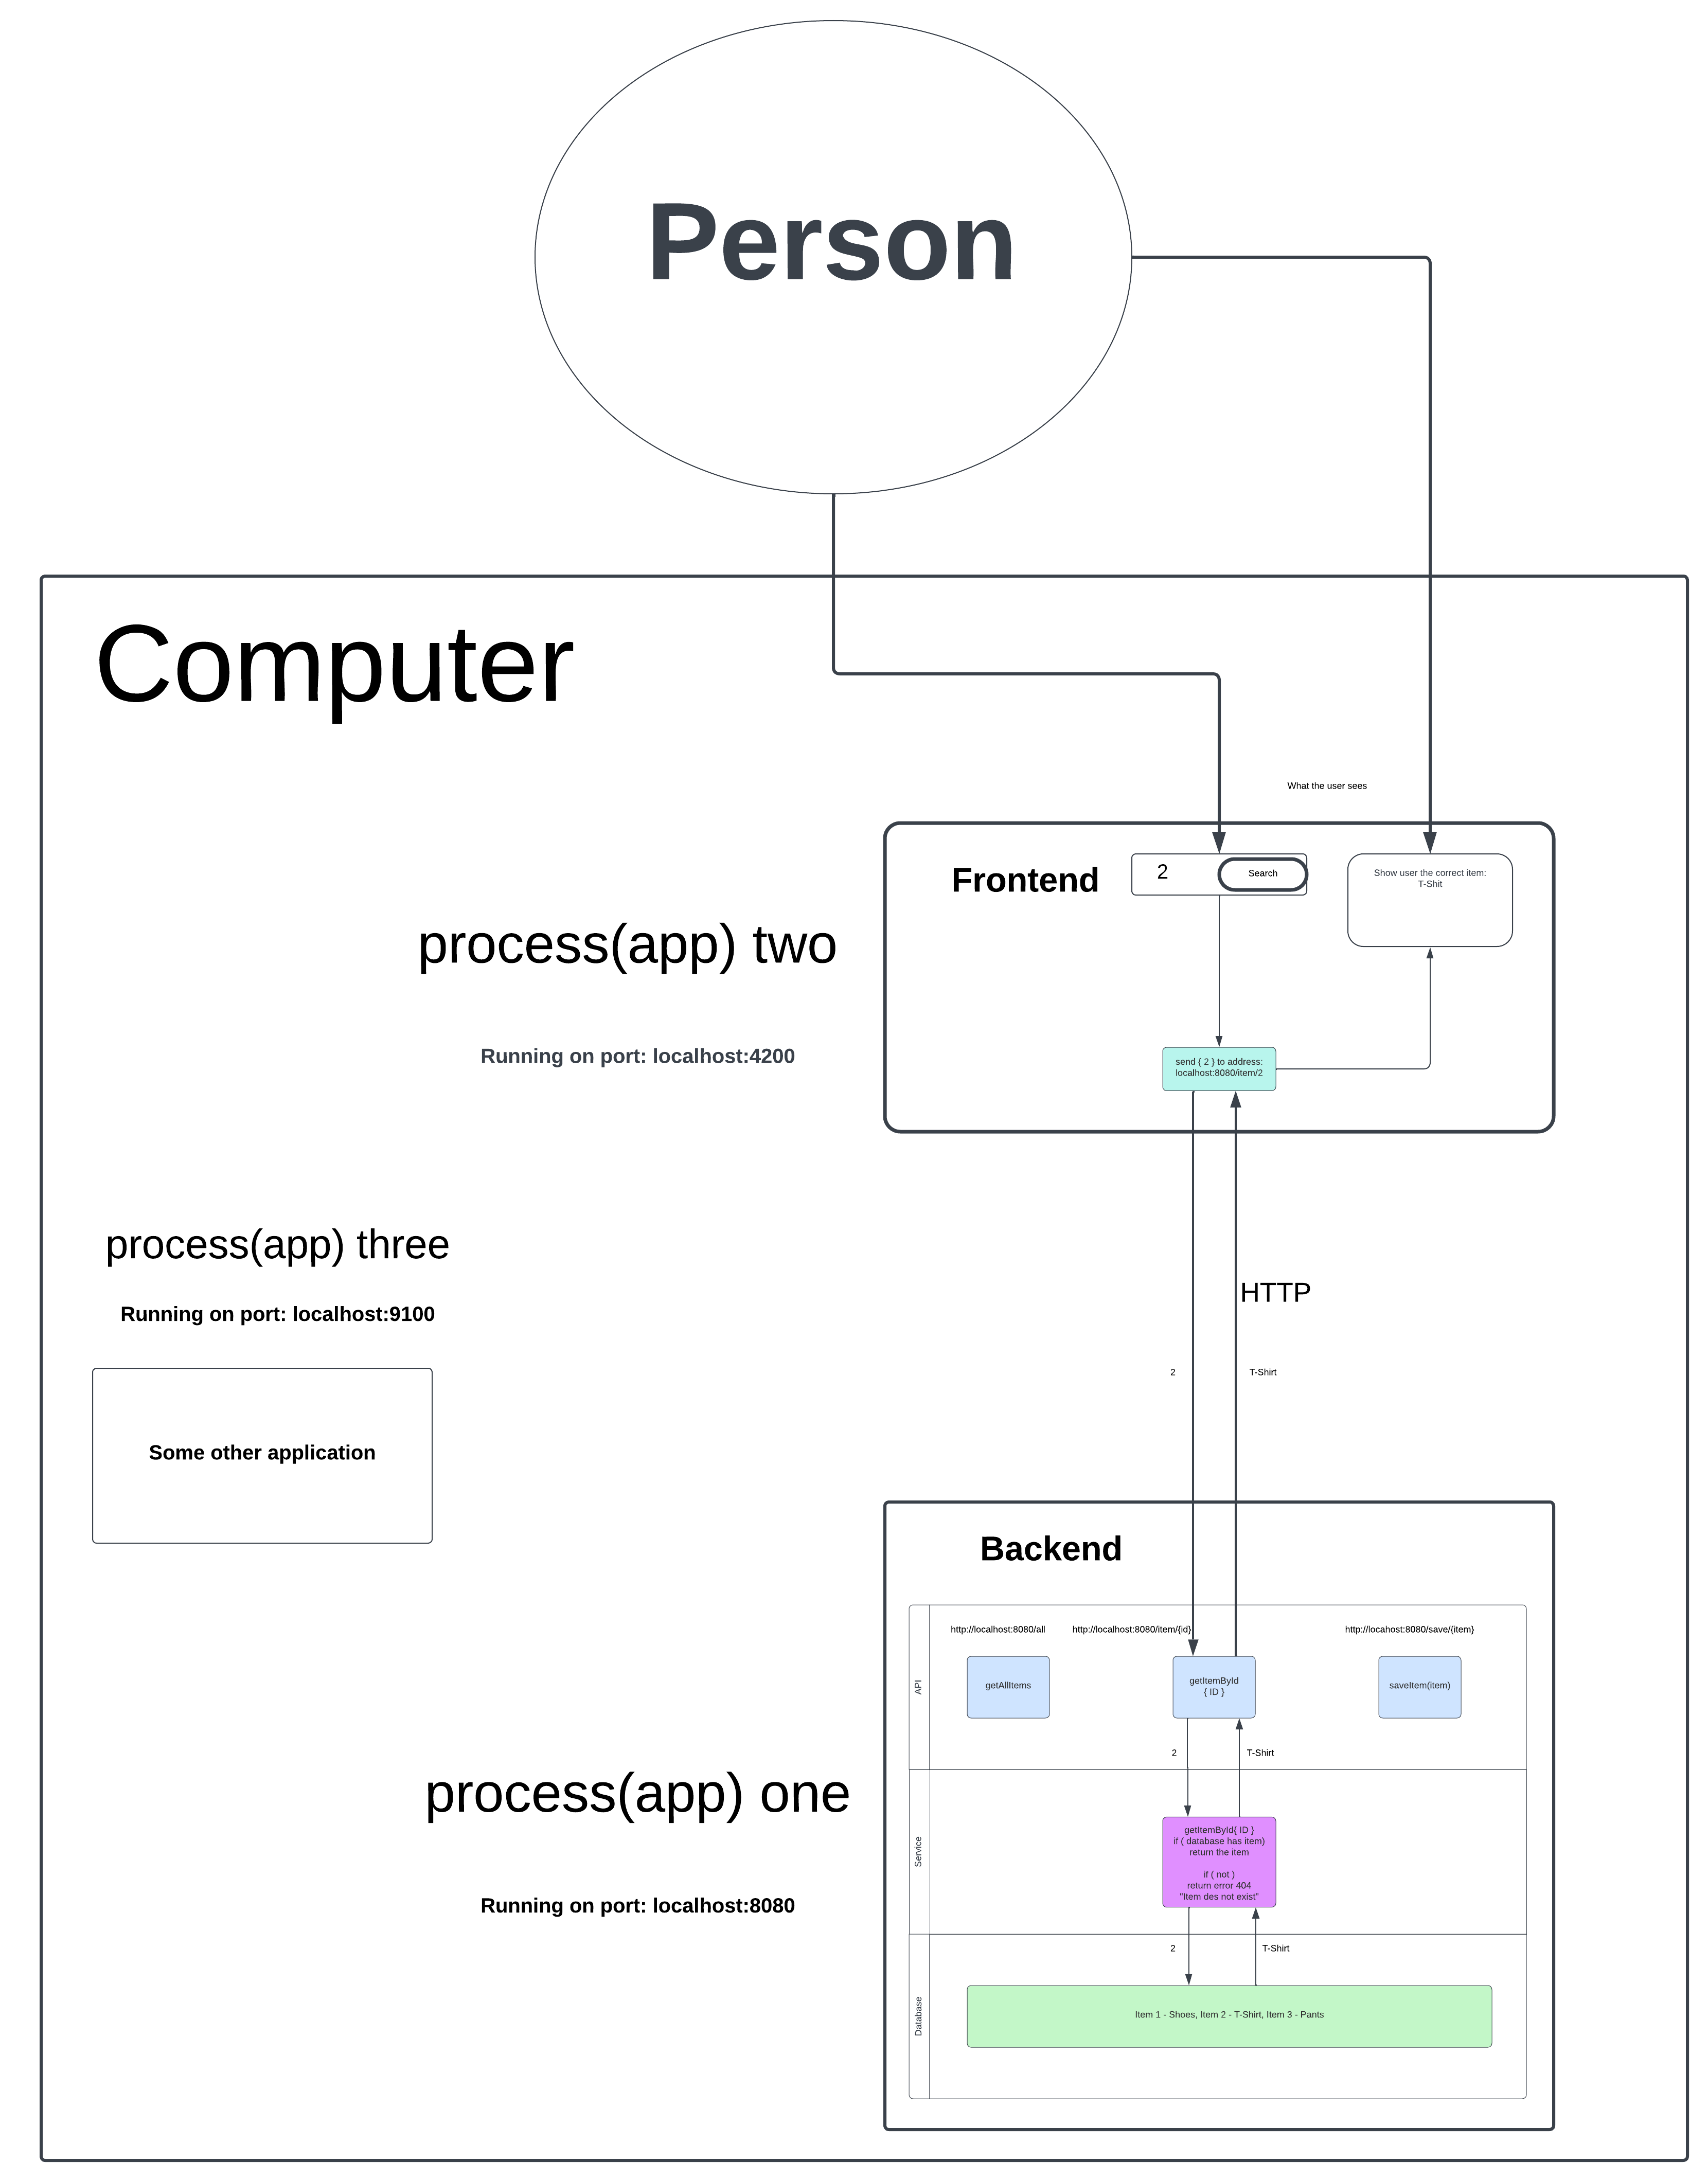 Person
Computer
What the user sees
Frontend
2
Search
Show user the correct item:
T-Shit
process(app) two
Running on port: localhost:4200
send { 2 } to address:
localhost:8080/item/2
process(app) three
Running on port: localhost:9100
Some other application
HTTP
2
T-Shirt
Backend
API
http://localhost:8080/all
http://localhost:8080/item/{id}
http://locahost:8080/save/{item}
getAllItems
getItemById
{ ID }
saveItem(item)
2
T-Shirt
process(app) one
Running on port: localhost:8080
Service
getItemById{ ID }
if ( database has item)
return the item
if ( not )
return error 404
"Item des not exist"
2
T-Shirt
Database
Item 1 - Shoes, Item 2 - T-Shirt, Item 3 - Pants